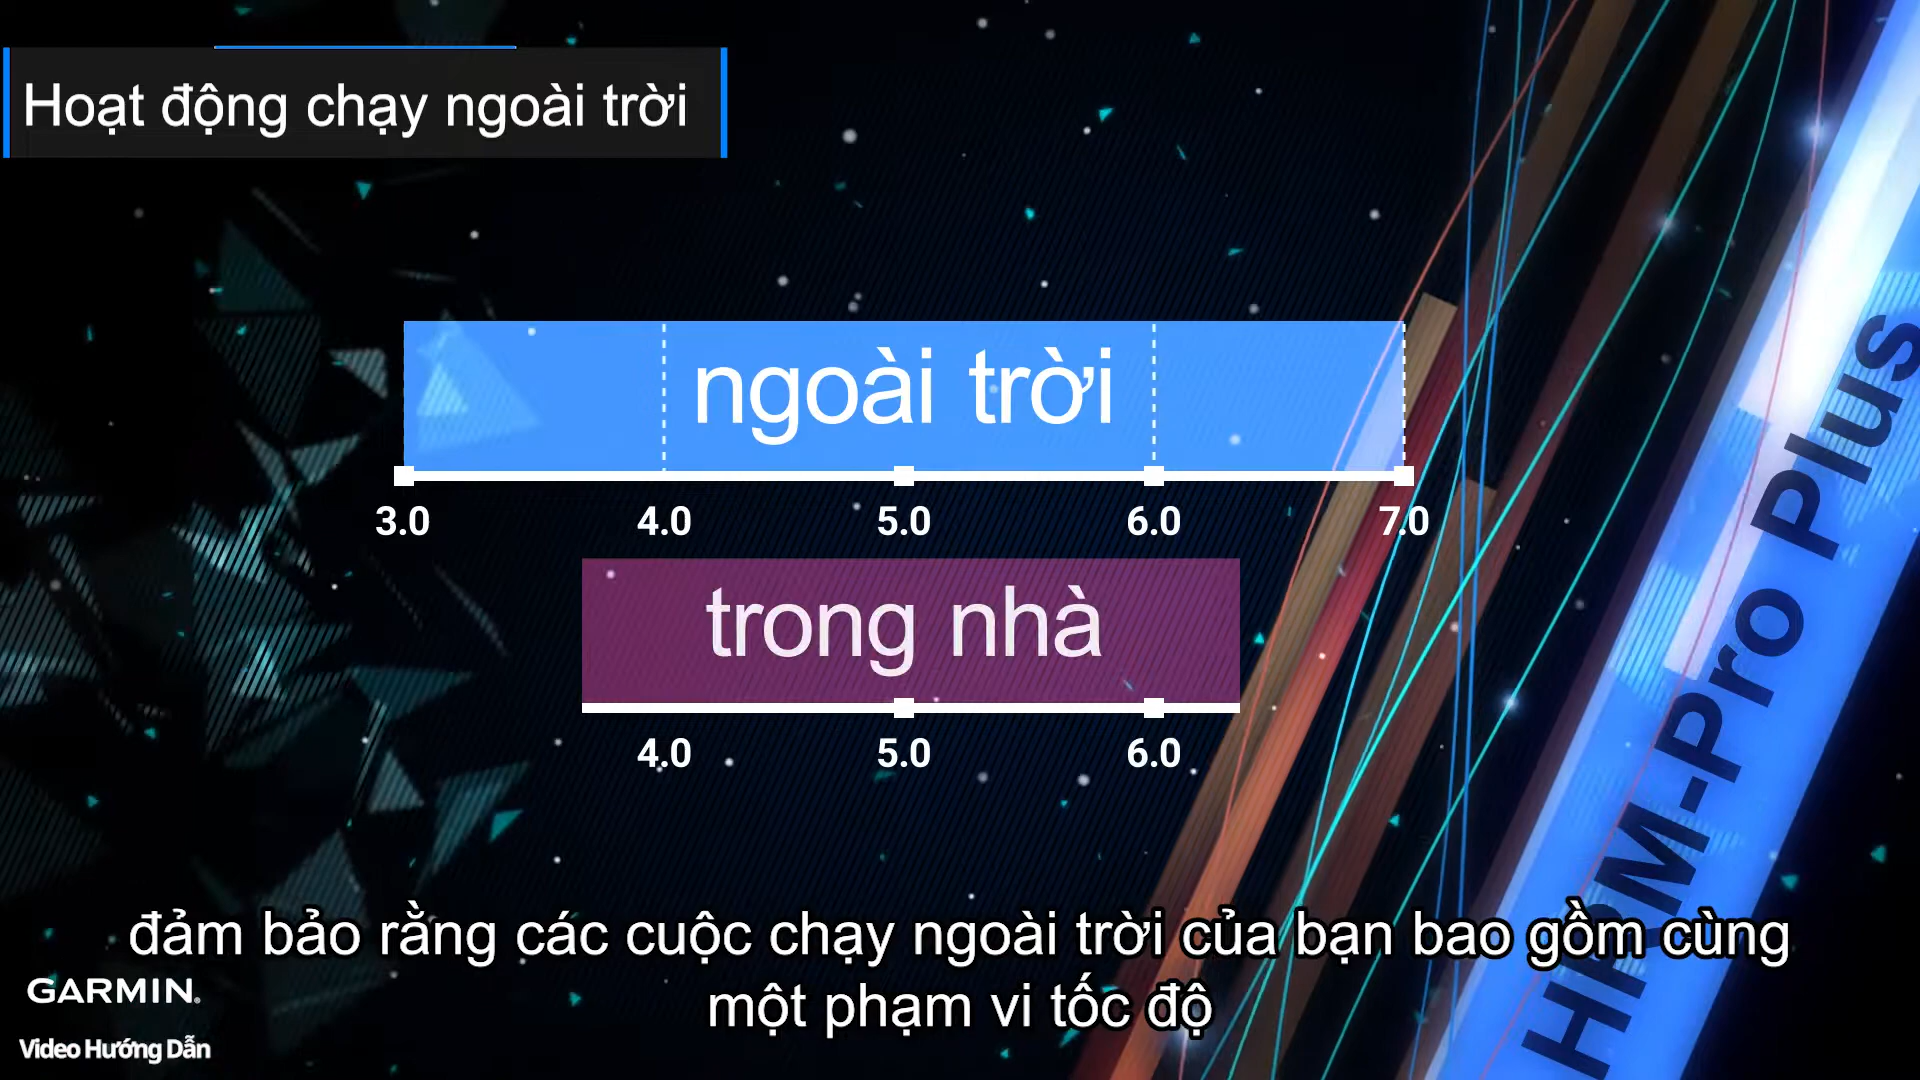 Hoạt động chạy ngoài trời
ngoài trời
3.0 4.0 5.0 6.0 7.0
trong nhà
4.0 5.0 6.0
HRM-Pro Plus
đảm bảo rằng các cuộc chạy ngoài trời của bạn bao gồm cùng
một phạm vi tốc độ
GARMIN®
Video Hướng Dẫn